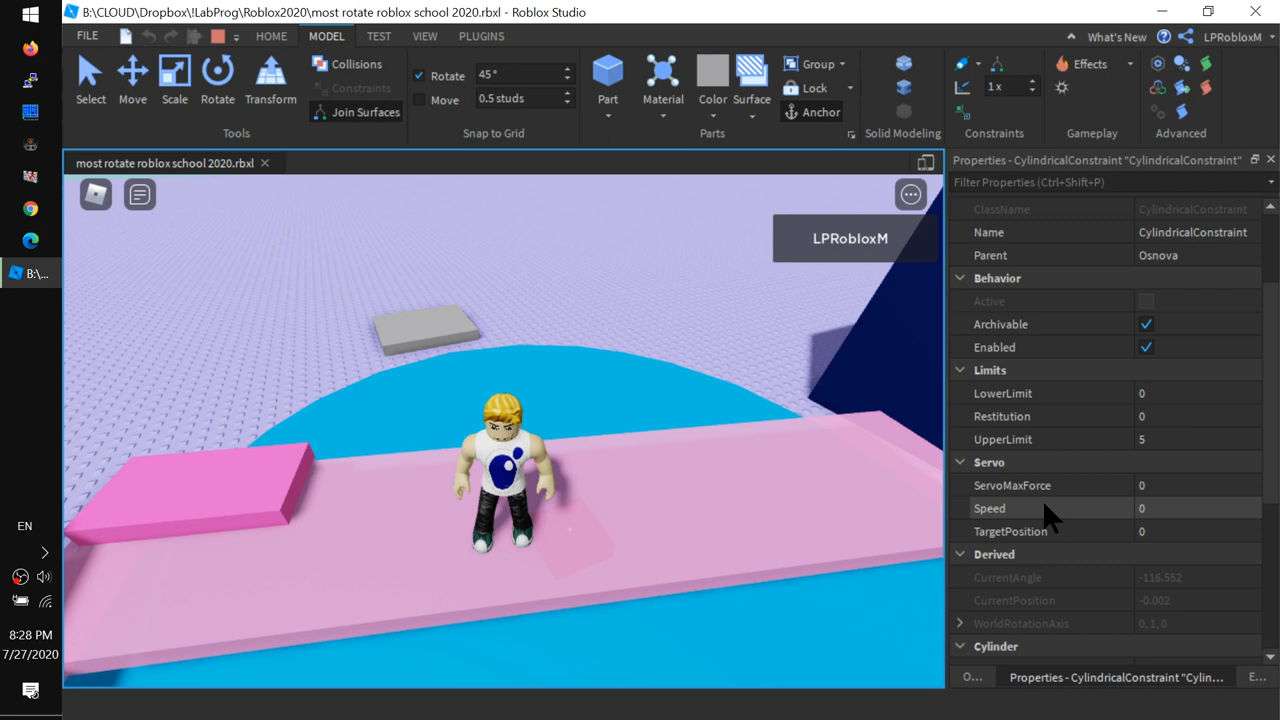 B:\CLOUD\Dropbox\!LabProg\Roblox2020\most rotate roblox school 2020.rbxl - Roblox Studio
FILE HOME MODEL TEST VIEW PLUGINS What's New LPRobloxM
Select Move Scale Rotate Transform
Collisions
Constraints
Join Surfaces
Tools
Rotate 45°
Move 0.5 studs
Snap to Grid
Part Material Color Surface
Group
Lock
Anchor
Parts
Solid Modeling
1 x
Constraints
Effects
Gameplay
Advanced
most rotate roblox school 2020.rbxl
LPRobloxM
Properties - CylindricalConstraint "CylindricalConstraint"
Filter Properties (Ctrl+Shift+P)
ClassName CylindricalConstraint
Name CylindricalConstraint
Parent Osnova
Behavior
Active
Archivable
Enabled
Limits
LowerLimit 0
Restitution 0
UpperLimit 5
Servo
ServoMaxForce 0
Speed 0
TargetPosition 0
Derived
CurrentAngle -116.552
CurrentPosition -0.002
WorldRotationAxis 0, 1, 0
Cylinder
O... Properties - CylindricalConstraint "Cylin... E...
B:\...
EN
8:28 PM
7/27/2020